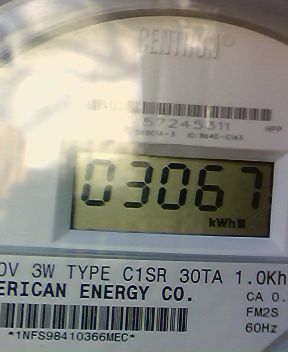 CENTRON
57245311
NPP
03067
kWh
0V 3W TYPE C1SR 30TA 1.0Kh
ERICAN ENERGY CO.
CA 0.
FM2S
60Hz
*1NFS98410366MEC*